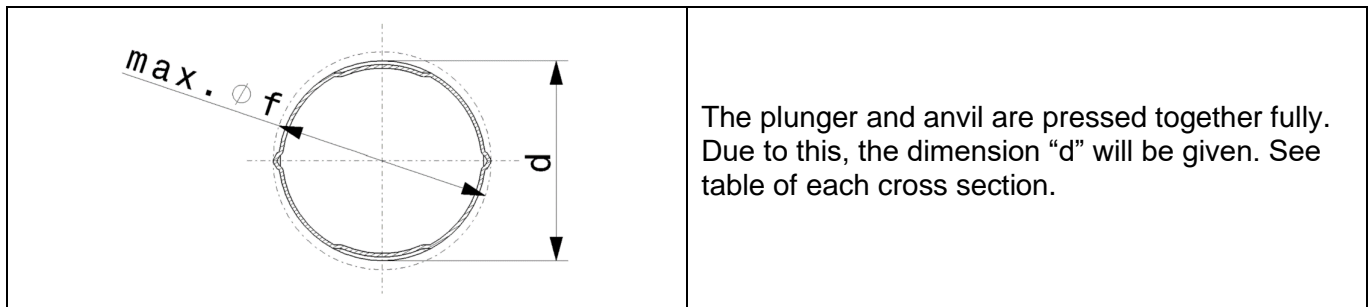 max. ∅ f
d
The plunger and anvil are pressed together fully.
Due to this, the dimension “d” will be given. See
table of each cross section.